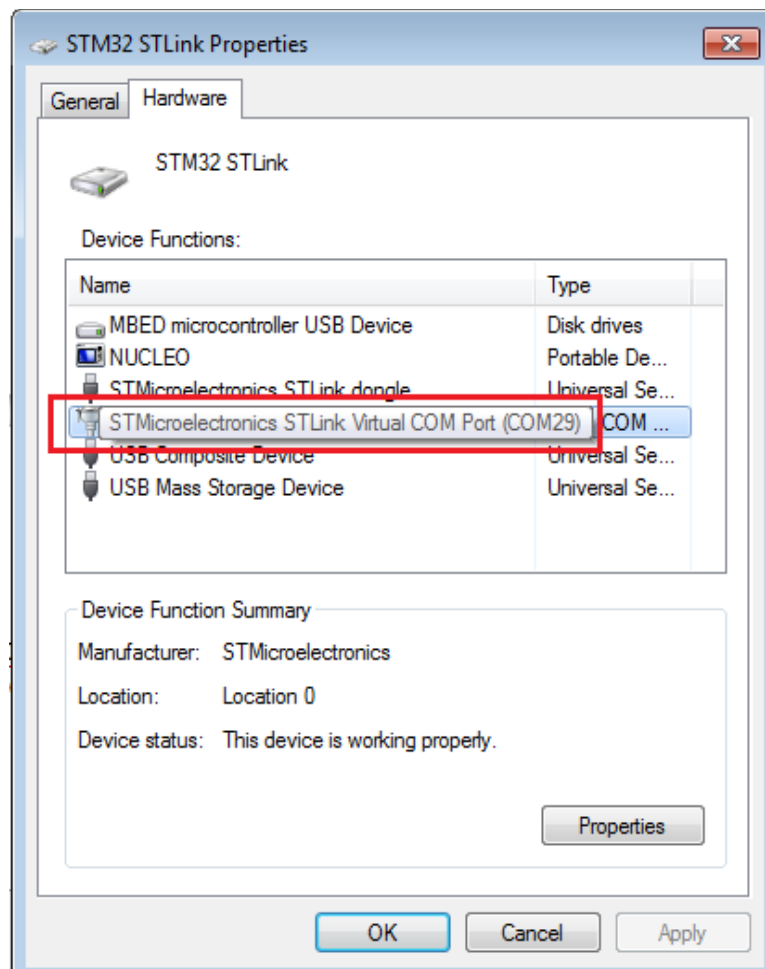 STM32 STLink Properties
General Hardware
STM32 STLink
Device Functions:
Name Type
MBED microcontroller USB Device Disk drives
NUCLEO Portable De...
STMicroelectronics STLink dongle Universal Se...
STMicroelectronics STLink Virtual COM Port (COM29) COM ...
USB Composite Device Universal Se...
USB Mass Storage Device Universal Se...
Device Function Summary
Manufacturer: STMicroelectronics
Location: Location 0
Device status: This device is working properly.
Properties
OK Cancel Apply